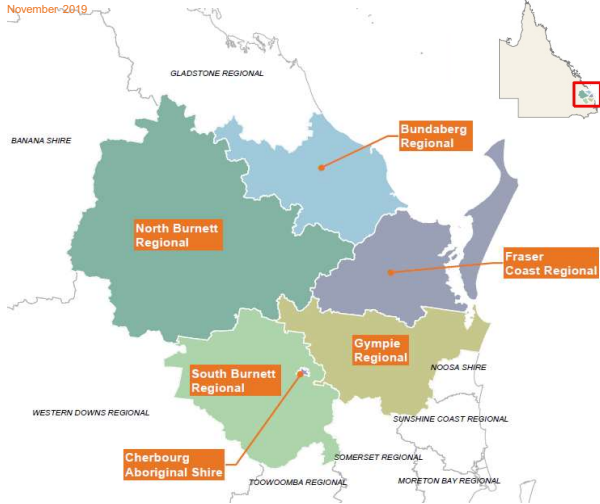 November 2019
GLADSTONE REGIONAL
Bundaberg
Regional
BANANA SHIRE
North Burnett
Regional
Fraser
Coast Regional
Gympie
Regional
NOOSA SHIRE
South Burnett
Regional
WESTERN DOWNS REGIONAL
SUNSHINE COAST REGIONAL
Cherbourg
Aboriginal Shire
SOMERSET REGIONAL
TOOWOOMBA REGIONAL
MORETON BAY REGIONAL